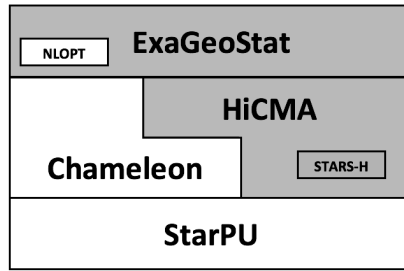 ExaGeoStat
NLOPT
HiCMA
Chameleon
STARS-H
StarPU